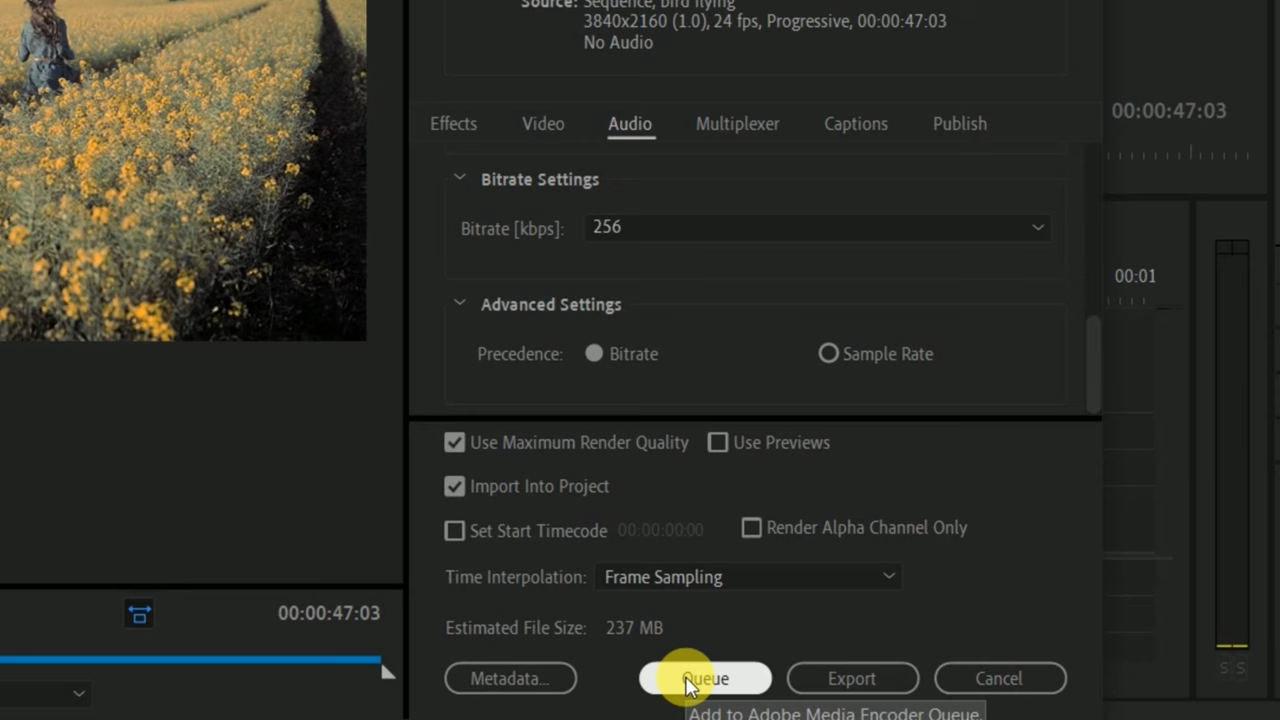 Source: Sequence, bird flying
3840x2160 (1.0), 24 fps, Progressive, 00:00:47:03
No Audio
00:00:47:03
Effects Video Audio Multiplexer Captions Publish
Bitrate Settings
Bitrate [kbps]: 256
00:01
Advanced Settings
Precedence: Bitrate Sample Rate
Use Maximum Render Quality Use Previews
Import Into Project
Set Start Timecode 00:00:00:00 Render Alpha Channel Only
Time Interpolation: Frame Sampling
00:00:47:03
Estimated File Size: 237 MB
S S
Metadata... Queue Export Cancel
Add to Adobe Media Encoder Queue.